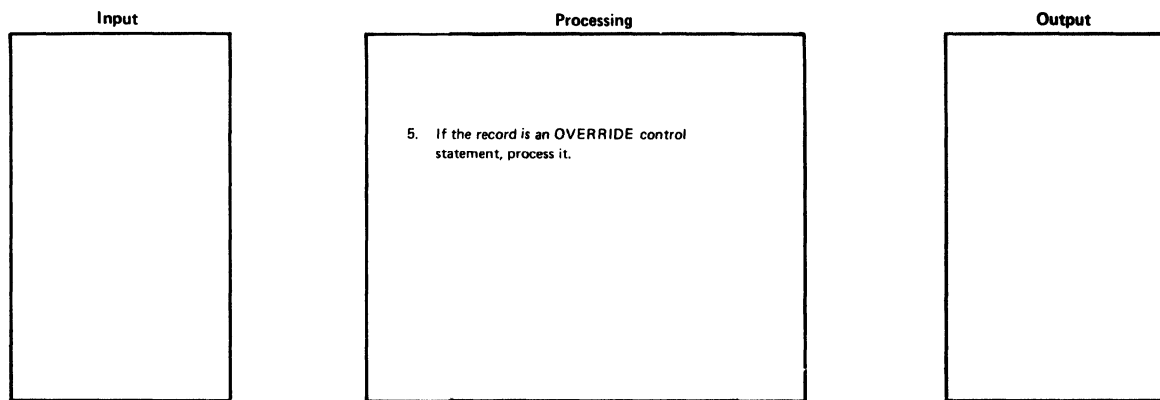 Input
Processing
Output
5. If the record is an OVERRIDE control
statement, process it.